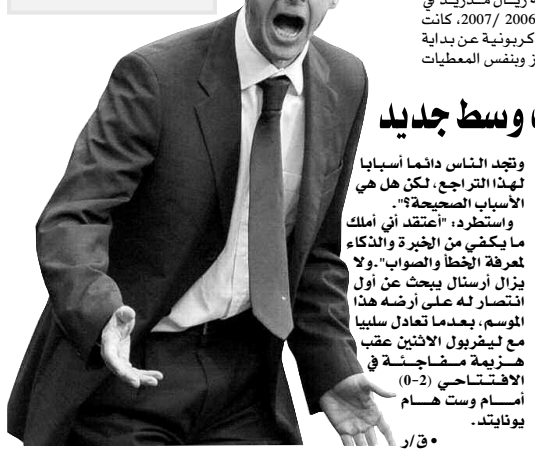 ريال مدريد في
2006 /2007، كانت
كربونية عن بداية
وبنفس المعطيات
وسط جديد
وتجد الناس دائما أسبابا
لهذا التراجع، لكن هل هي
الأسباب الصحيحة؟".
واستطرد: "أعتقد أني أملك
ما يكفي من الخبرة والذكاء
لمعرفة الخطأ والصواب".ولا
يزال أرسنال يبحث عن أول
انتصار له على أرضه هذا
الموسم، بعدما تعادل سلبيا
مع ليفربول الاثنين عقب
هزيمة مفاجئة في
الافتتاحي (2-0)
أمام وست هام
يونايتد.
• ق/ر